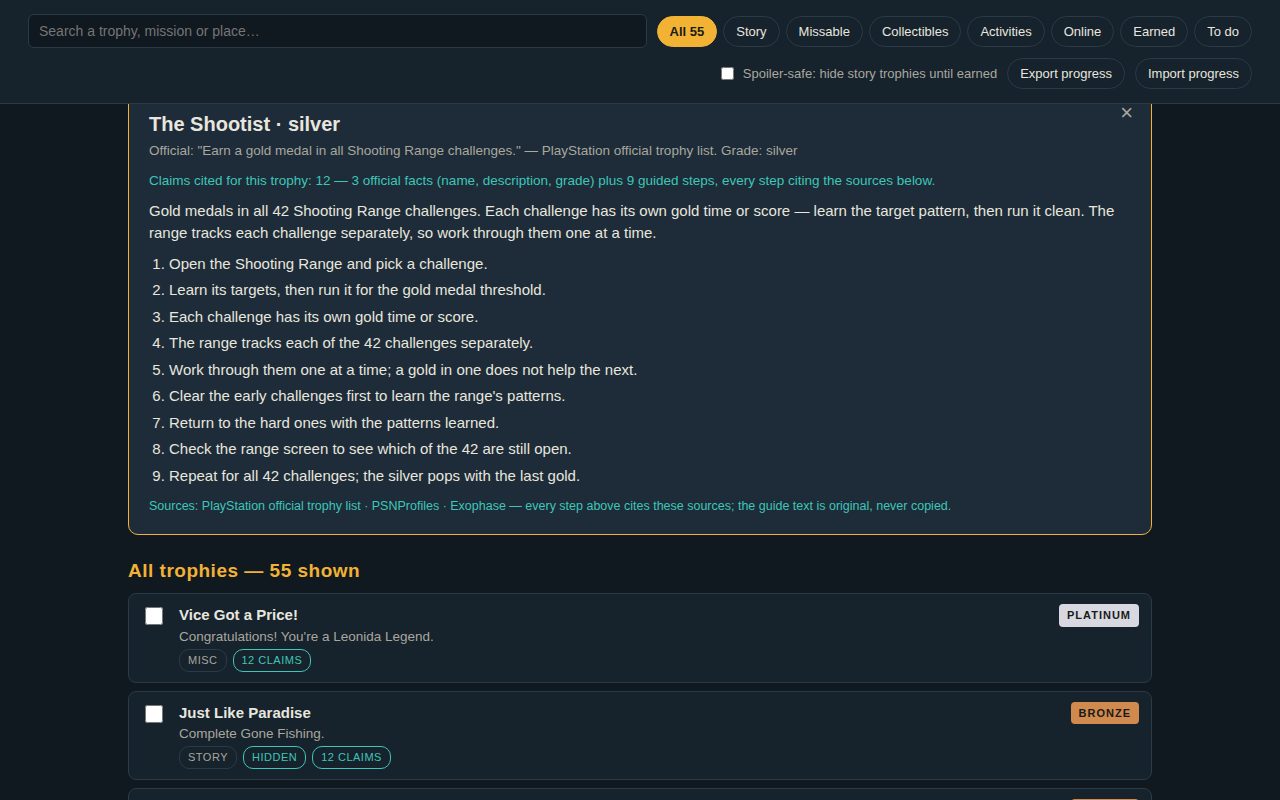 Search a trophy, mission or place…
All 55
Story
Missable
Collectibles
Activities
Online
Earned
To do
Spoiler-safe: hide story trophies until earned
Export progress
Import progress
The Shootist · silver
×
Official: "Earn a gold medal in all Shooting Range challenges." — PlayStation official trophy list. Grade: silver
Claims cited for this trophy: 12 — 3 official facts (name, description, grade) plus 9 guided steps, every step citing the sources below.
Gold medals in all 42 Shooting Range challenges. Each challenge has its own gold time or score — learn the target pattern, then run it clean. The
range tracks each challenge separately, so work through them one at a time.
1. Open the Shooting Range and pick a challenge.
2. Learn its targets, then run it for the gold medal threshold.
3. Each challenge has its own gold time or score.
4. The range tracks each of the 42 challenges separately.
5. Work through them one at a time; a gold in one does not help the next.
6. Clear the early challenges first to learn the range's patterns.
7. Return to the hard ones with the patterns learned.
8. Check the range screen to see which of the 42 are still open.
9. Repeat for all 42 challenges; the silver pops with the last gold.
Sources: PlayStation official trophy list · PSNProfiles · Exophase — every step above cites these sources; the guide text is original, never copied.
All trophies — 55 shown
Vice Got a Price!
PLATINUM
Congratulations! You're a Leonida Legend.
MISC
12 CLAIMS
Just Like Paradise
BRONZE
Complete Gone Fishing.
STORY
HIDDEN
12 CLAIMS